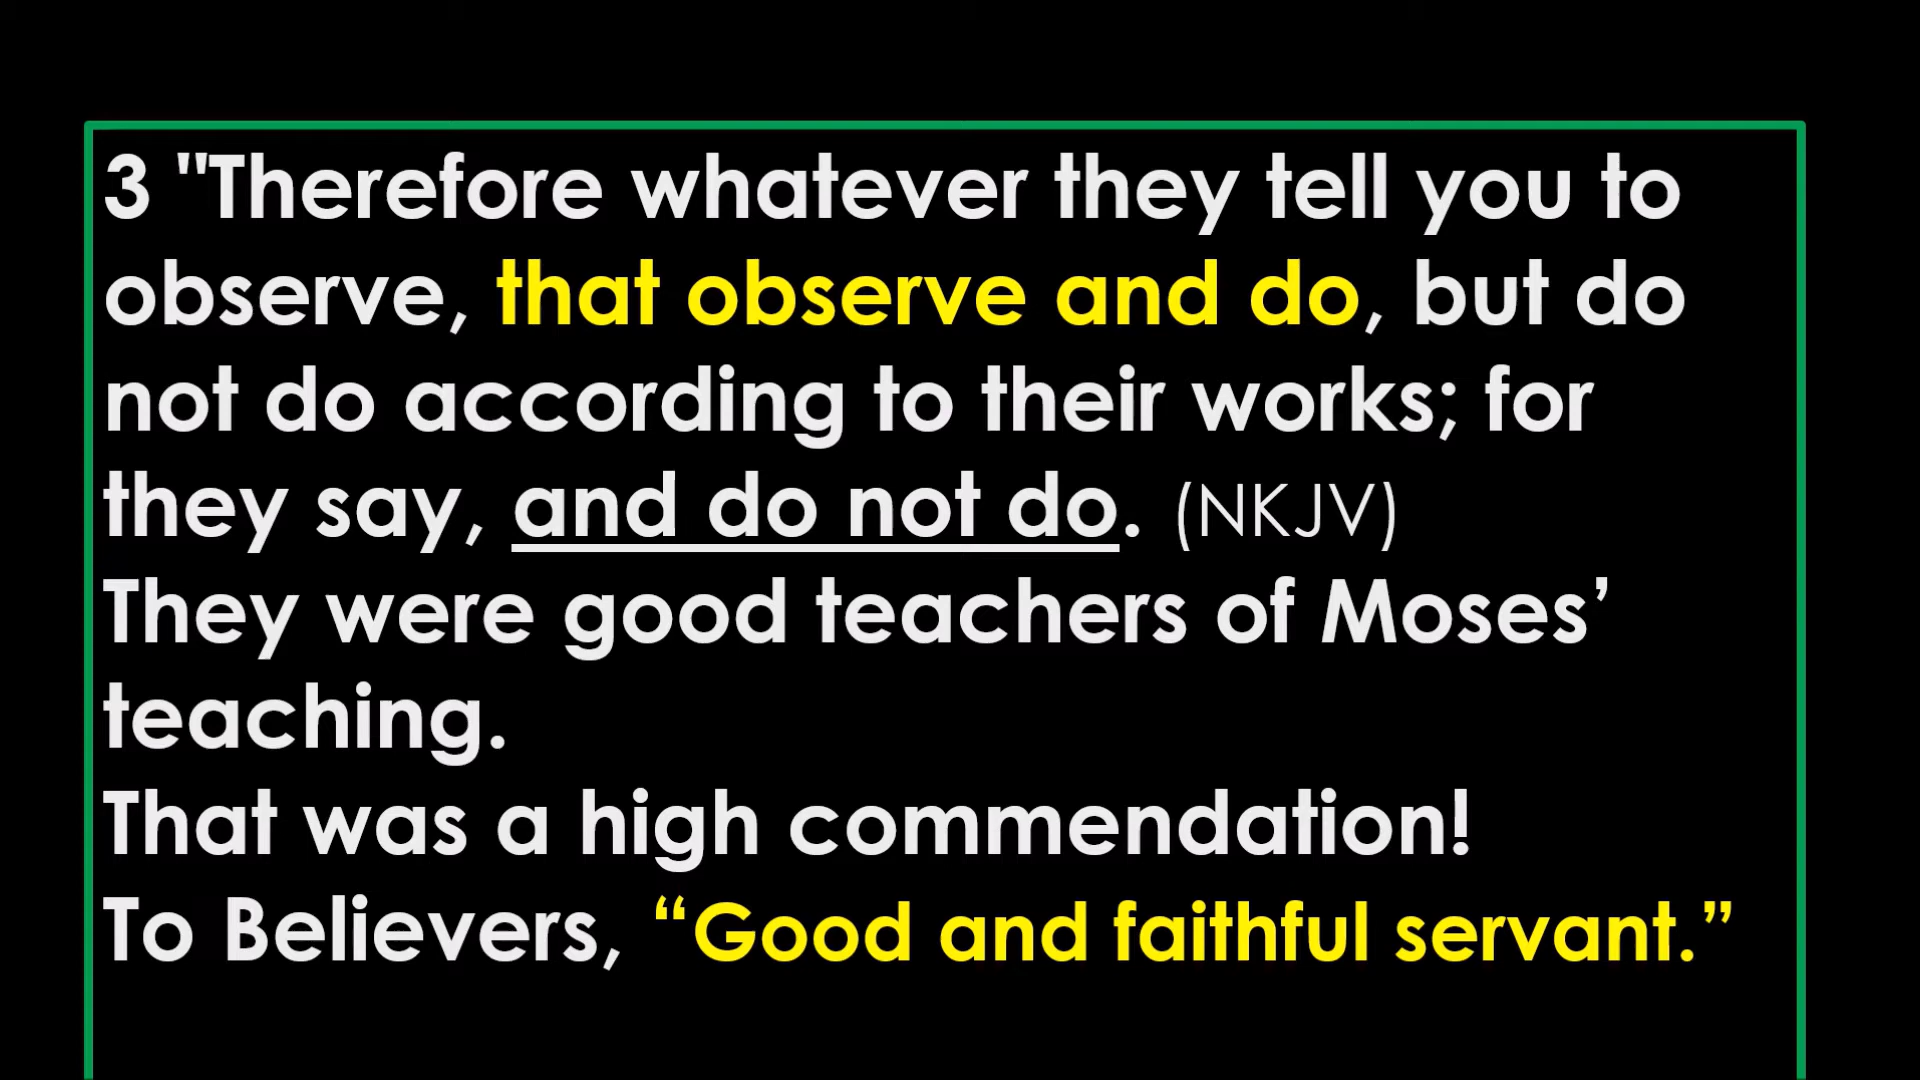 3 "Therefore whatever they tell you to
observe, that observe and do, but do
not do according to their works; for
they say, and do not do. (NKJV)
They were good teachers of Moses’
teaching.
That was a high commendation!
To Believers, “Good and faithful servant.”